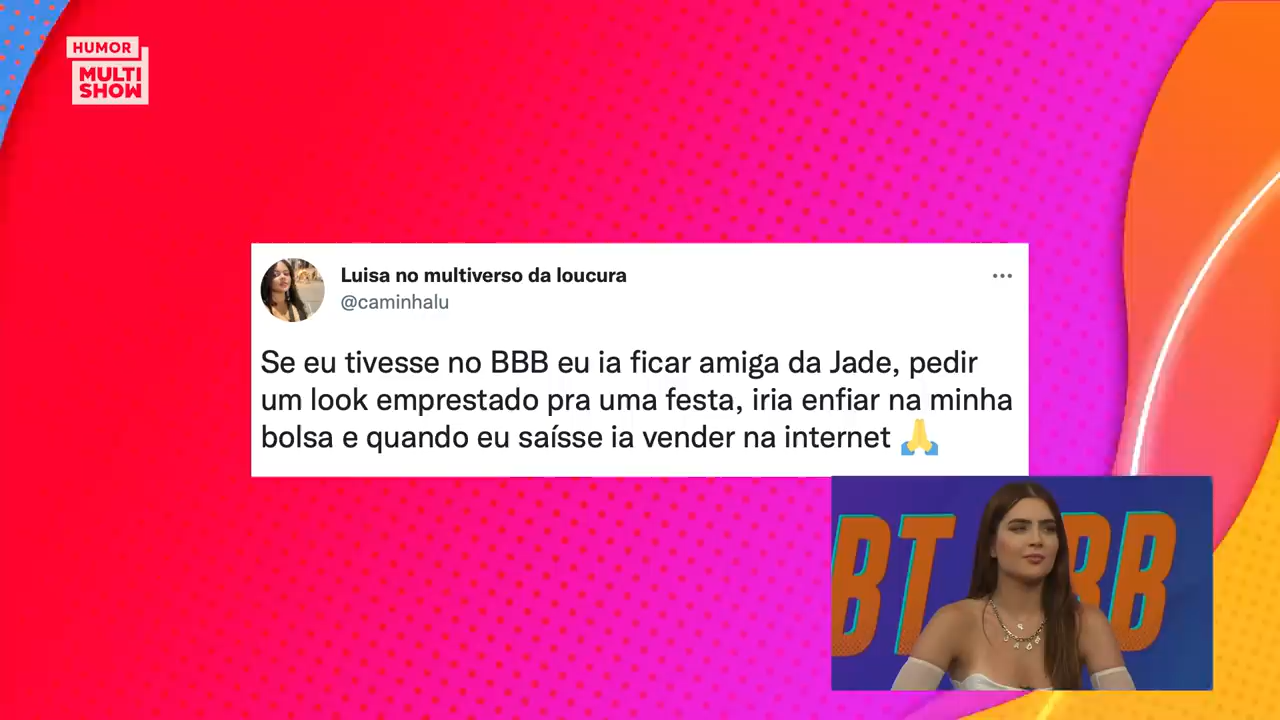 HUMOR
MULTI
SHOW
Luisa no multiverso da loucura
@caminhalu
Se eu tivesse no BBB eu ia ficar amiga da Jade, pedir
um look emprestado pra uma festa, iria enfiar na minha
bolsa e quando eu saísse ia vender na internet 🙏
BT BB